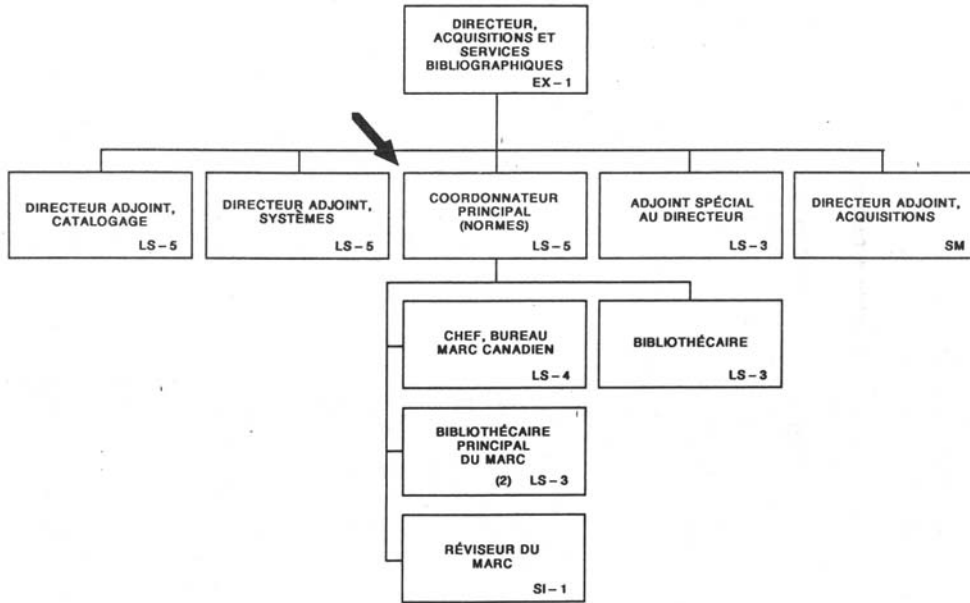 DIRECTEUR,
ACQUISITIONS ET
SERVICES
BIBLIOGRAPHIQUES
EX – 1
DIRECTEUR ADJOINT,
CATALOGAGE
LS – 5
DIRECTEUR ADJOINT,
SYSTÈMES
LS – 5
COORDONNATEUR
PRINCIPAL
(NORMES)
LS – 5
ADJOINT SPÉCIAL
AU DIRECTEUR
LS – 3
DIRECTEUR ADJOINT,
ACQUISITIONS
SM
CHEF, BUREAU
MARC CANADIEN
LS – 4
BIBLIOTHÉCAIRE
LS – 3
BIBLIOTHÉCAIRE
PRINCIPAL
DU MARC
(2) LS – 3
RÉVISEUR DU
MARC
SI – 1